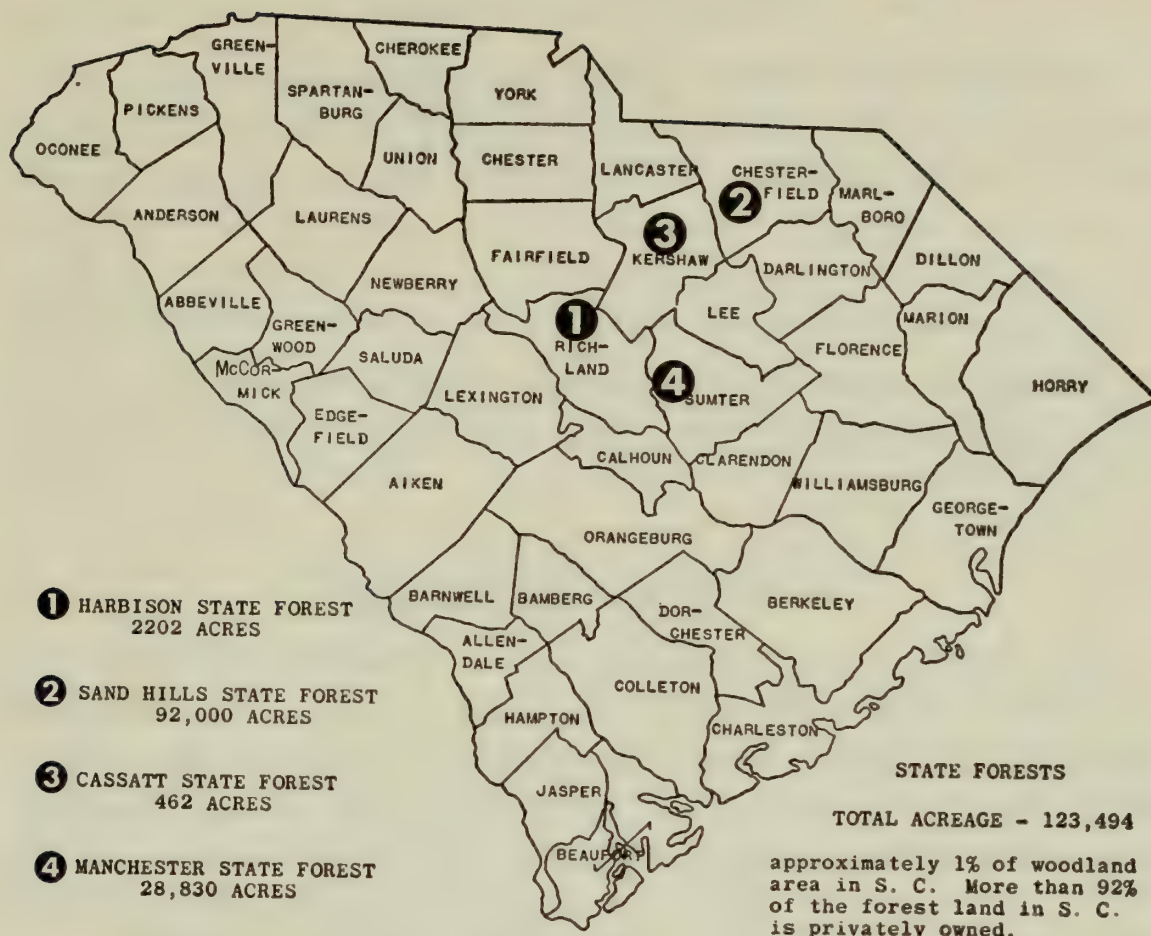 GREEN-
VILLE
CHEROKEE
SPARTAN-
BURG
YORK
PICKENS
OCONEE
UNION
CHESTER
LANCASTER
CHESTER-
FIELD
2
MARL-
BORO
ANDERSON
LAURENS
3
KERSHAW
FAIRFIELD
DARLINGTON
DILLON
NEWBERRY
ABBEVILLE
GREEN-
WOOD
1
RICH-
LAND
LEE
MARION
FLORENCE
SALUDA
McCOR-
MICK
4
SUMTER
HORRY
LEXINGTON
EDGE-
FIELD
CALHOUN
CLARENDON
AIKEN
WILLIAMSBURG
GEORGE-
TOWN
ORANGEBURG
BARNWELL
BAMBERG
BERKELEY
DOR-
CHESTER
ALLEN-
DALE
COLLETON
HAMPTON
CHARLESTON
JASPER
BEAUFORT
1 HARBISON STATE FOREST
2202 ACRES
2 SAND HILLS STATE FOREST
92,000 ACRES
3 CASSATT STATE FOREST
462 ACRES
4 MANCHESTER STATE FOREST
28,830 ACRES
STATE FORESTS
TOTAL ACREAGE - 123,494
approximately 1% of woodland
area in S. C. More than 92%
of the forest land in S. C.
is privately owned.